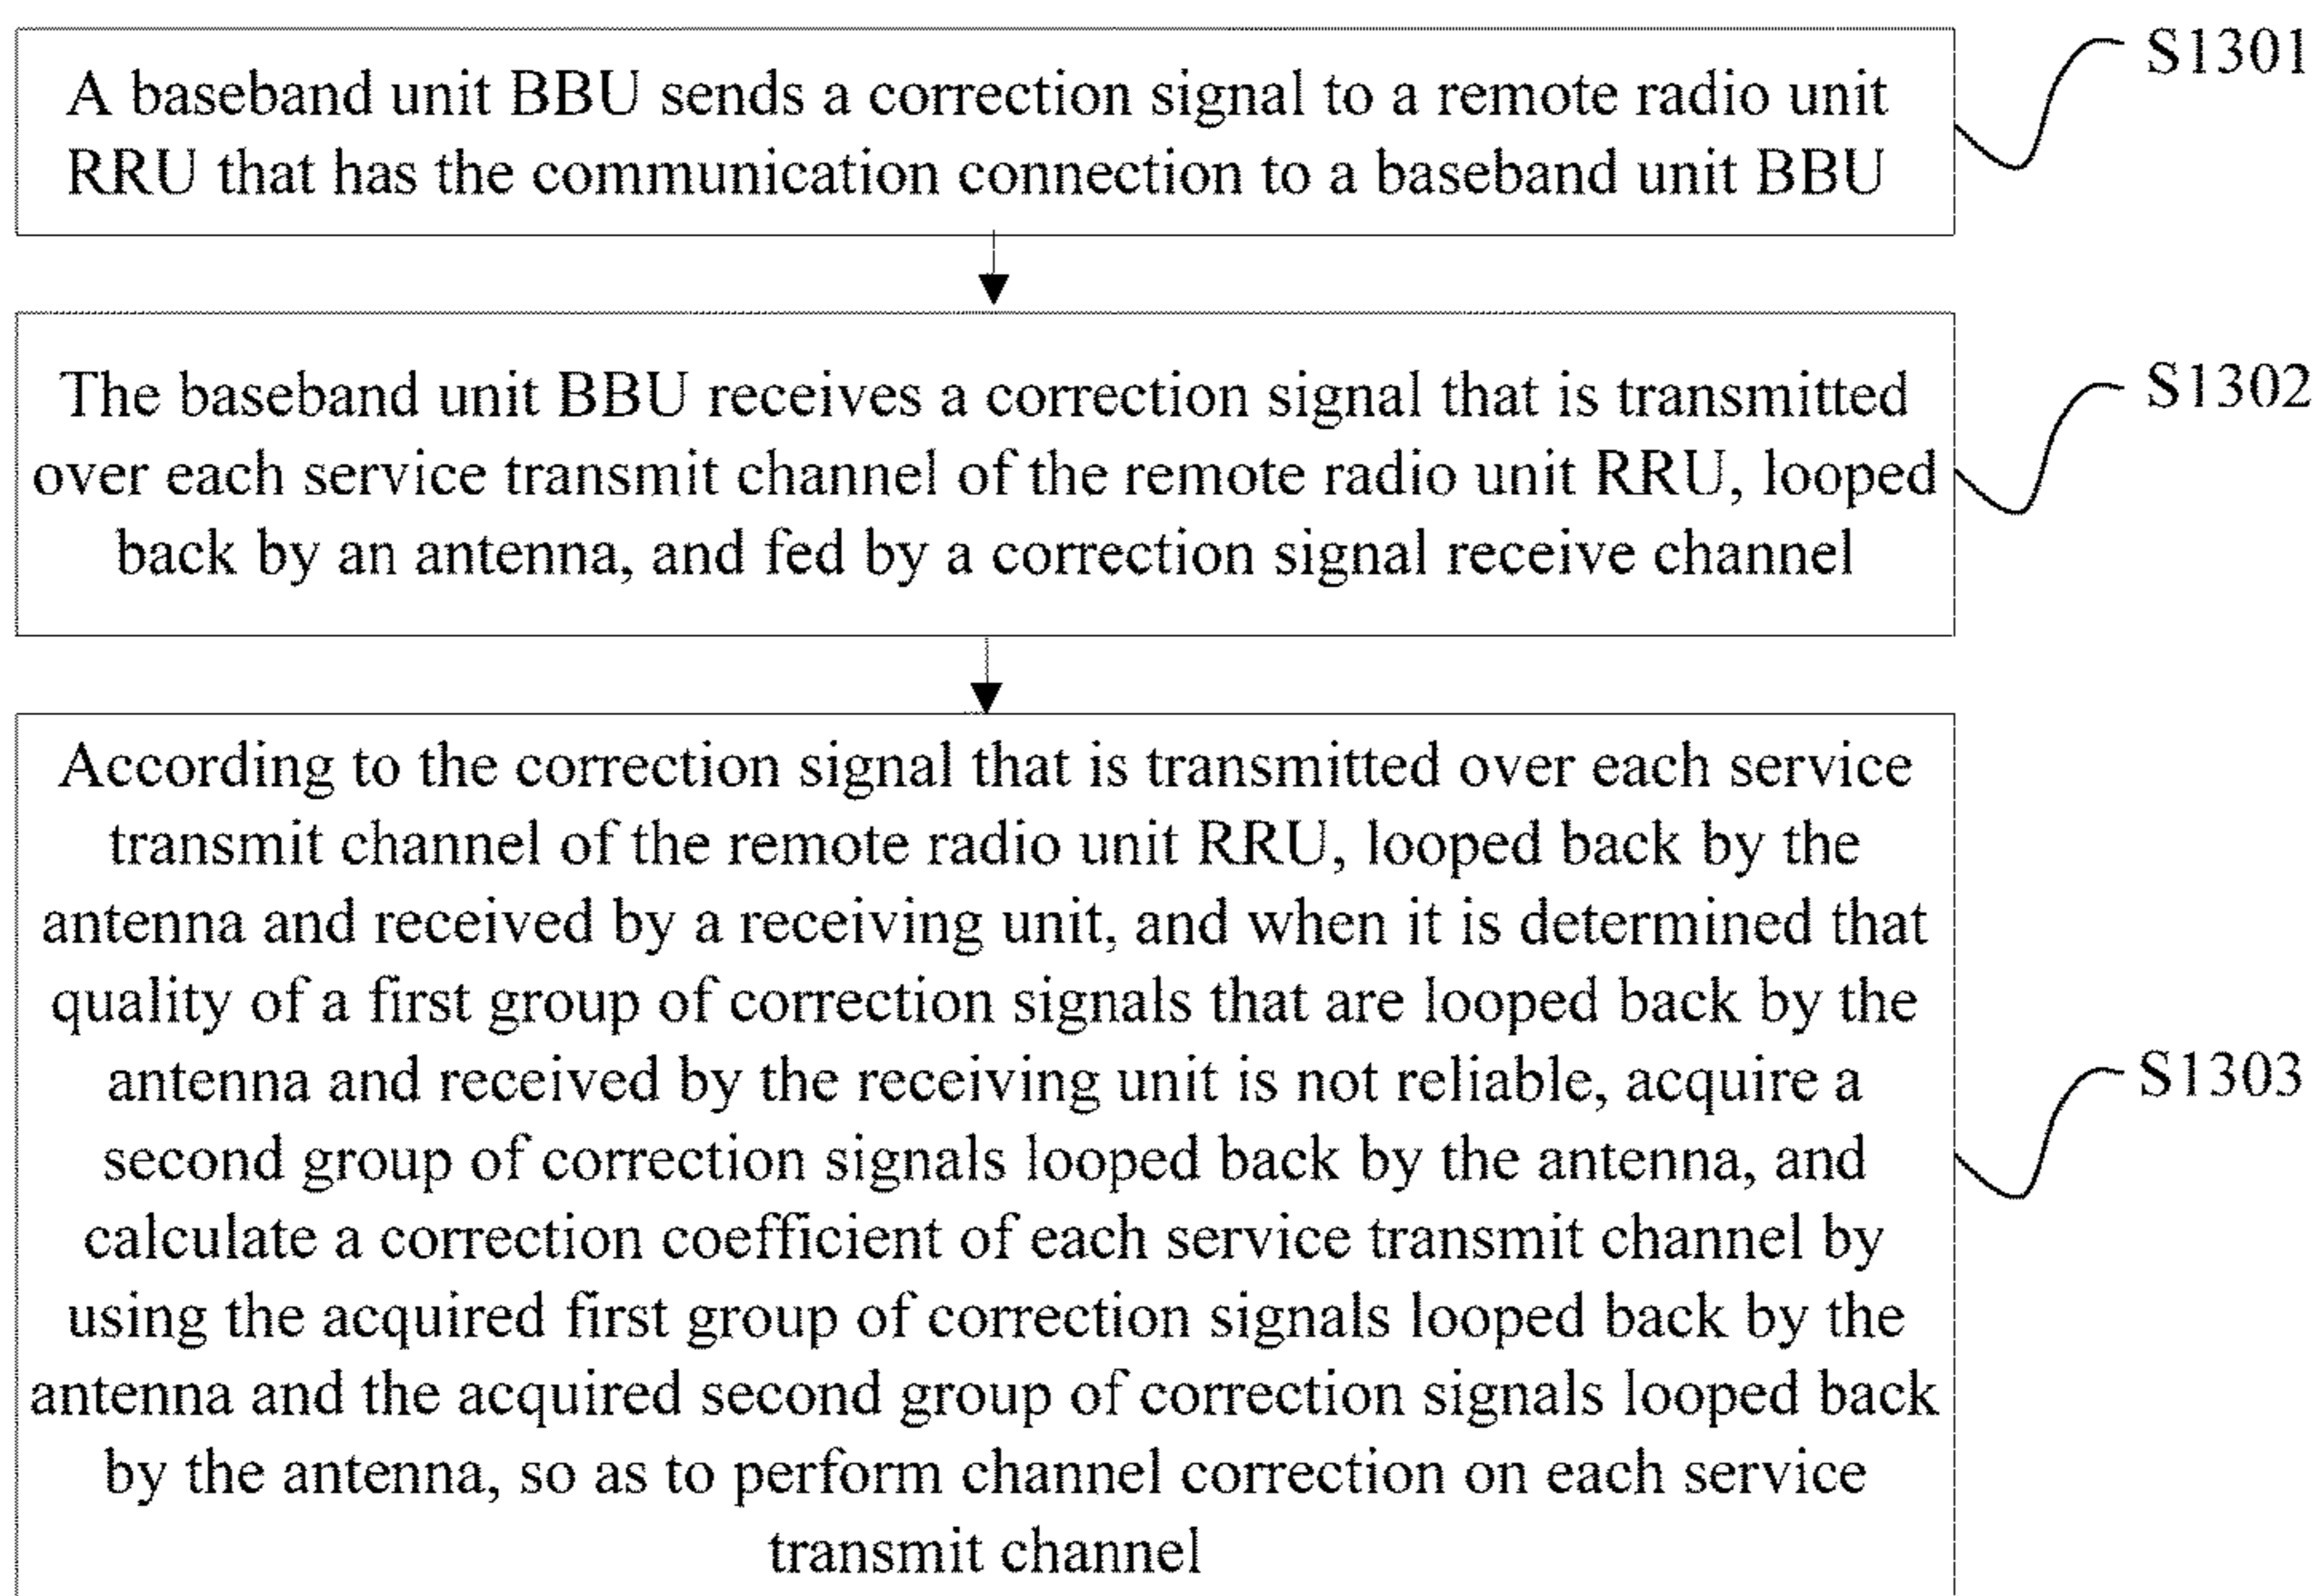 A baseband unit BBU sends a correction signal to a remote radio unit
RRU that has the communication connection to a baseband unit BBU
S1301
The baseband unit BBU receives a correction signal that is transmitted
over each service transmit channel of the remote radio unit RRU, looped
back by an antenna, and fed by a correction signal receive channel
S1302
According to the correction signal that is transmitted over each service
transmit channel of the remote radio unit RRU, looped back by the
antenna and received by a receiving unit, and when it is determined that
quality of a first group of correction signals that are looped back by the
antenna and received by the receiving unit is not reliable, acquire a
second group of correction signals looped back by the antenna, and
calculate a correction coefficient of each service transmit channel by
using the acquired first group of correction signals looped back by the
antenna and the acquired second group of correction signals looped back
by the antenna, so as to perform channel correction on each service
transmit channel
S1303